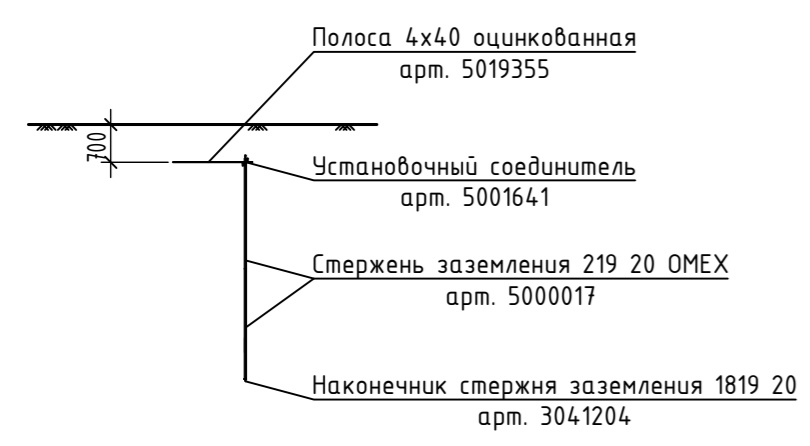 Полоса 4х40 оцинкованная
арт. 5019355
700
Установочный соединитель
арт. 5001641
Стержень заземления 219 20 OMEX
арт. 5000017
Наконечник стержня заземления 1819 20
арт. 3041204